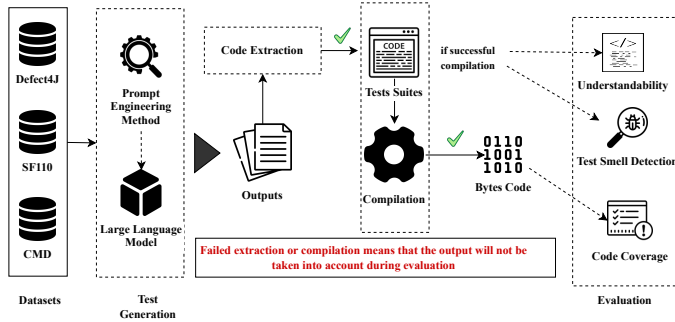 Defect4J
SF110
CMD
Datasets
Prompt
Engineering
Method
Large Language
Model
Test
Generation
Code Extraction
Outputs
CODE
Tests Suites
Compilation
if successful
compilation
0110
1001
1010
Bytes Code
Failed extraction or compilation means that the output will not be
taken into account during evaluation
</>
Understandability
Test Smell Detection
Code Coverage
Evaluation